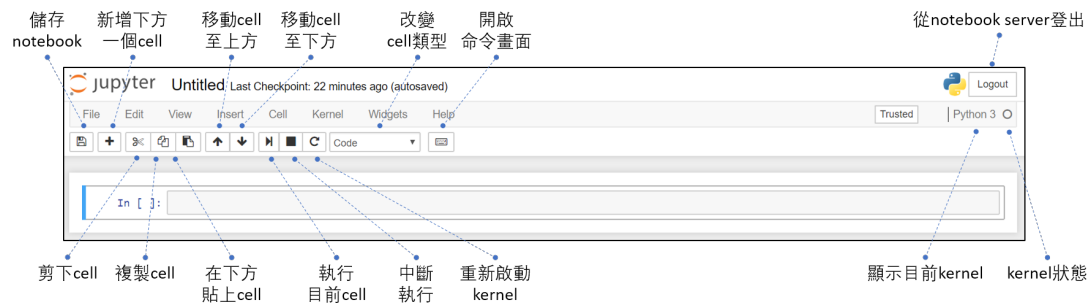 儲存
notebook
新增下方
一個cell
移動cell
至上方
移動cell
至下方
改變
cell類型
開啟
命令畫面
從notebook server登出
jupyter Untitled Last Checkpoint: 22 minutes ago (autosaved) Logout
File Edit View Insert Cell Kernel Widgets Help Trusted Python 3
Code
In [ ]:
剪下cell
複製cell
在下方
貼上cell
執行
目前cell
中斷
執行
重新啟動
kernel
顯示目前kernel
kernel狀態